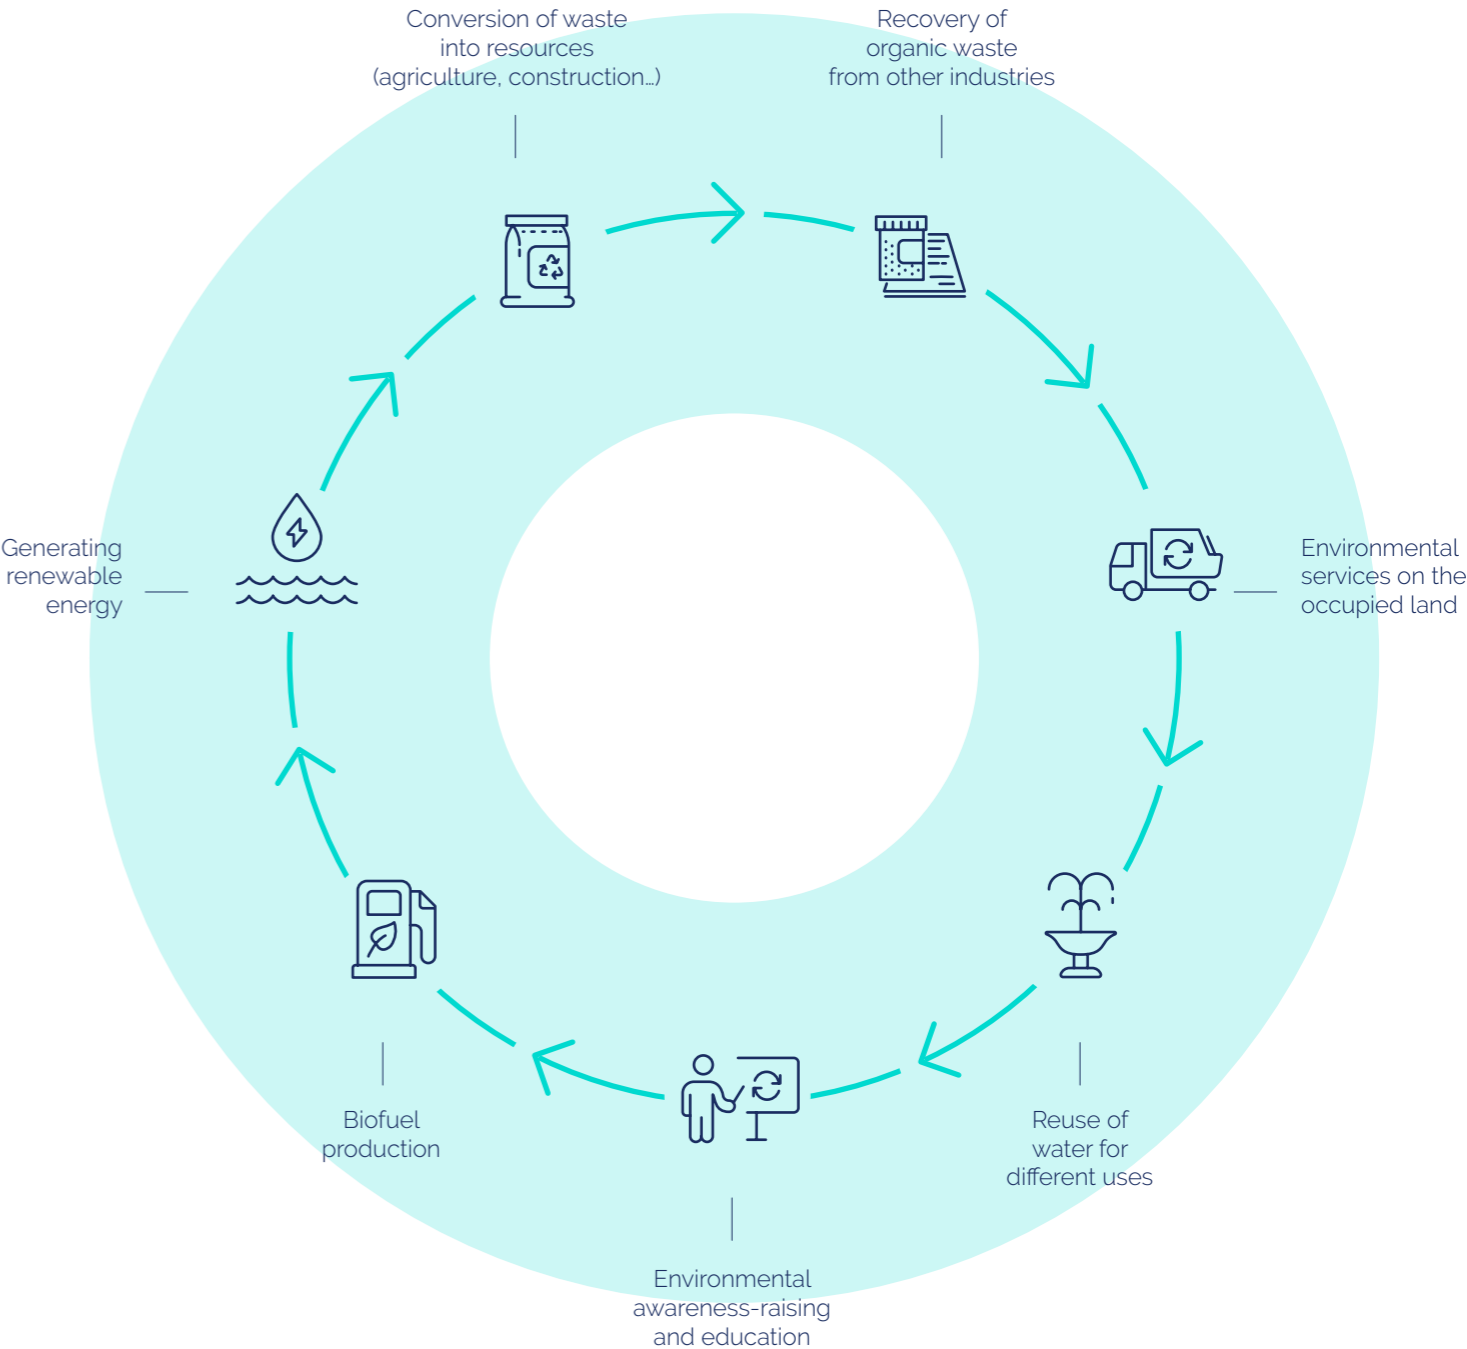 Conversion of waste
into resources
(agriculture, construction…)
Recovery of
organic waste
from other industries
Generating
renewable
energy
Environmental
services on the
occupied land
Biofuel
production
Reuse of
water for
different uses
Environmental
awareness-raising
and education